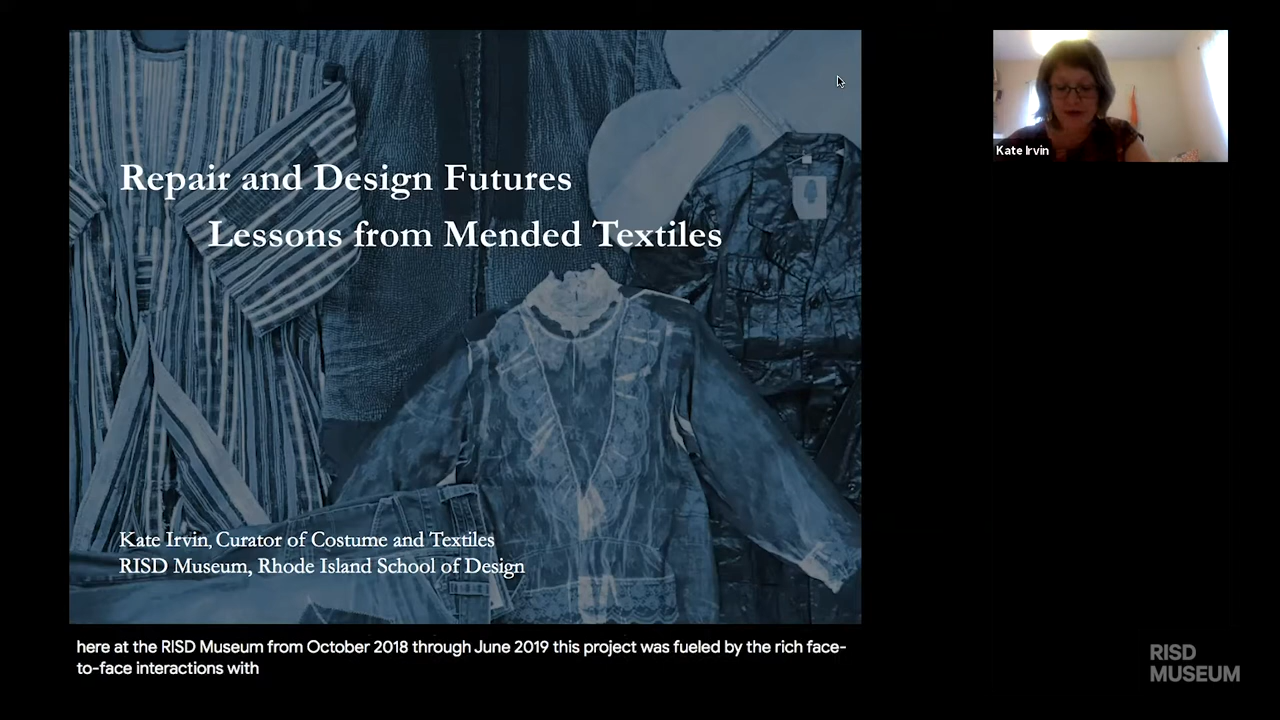 Repair and Design Futures
Lessons from Mended Textiles
Kate Irvin
Kate Irvin, Curator of Costume and Textiles
RISD Museum, Rhode Island School of Design
here at the RISD Museum from October 2018 through June 2019 this project was fueled by the rich face-
to-face interactions with
RISD
MUSEUM